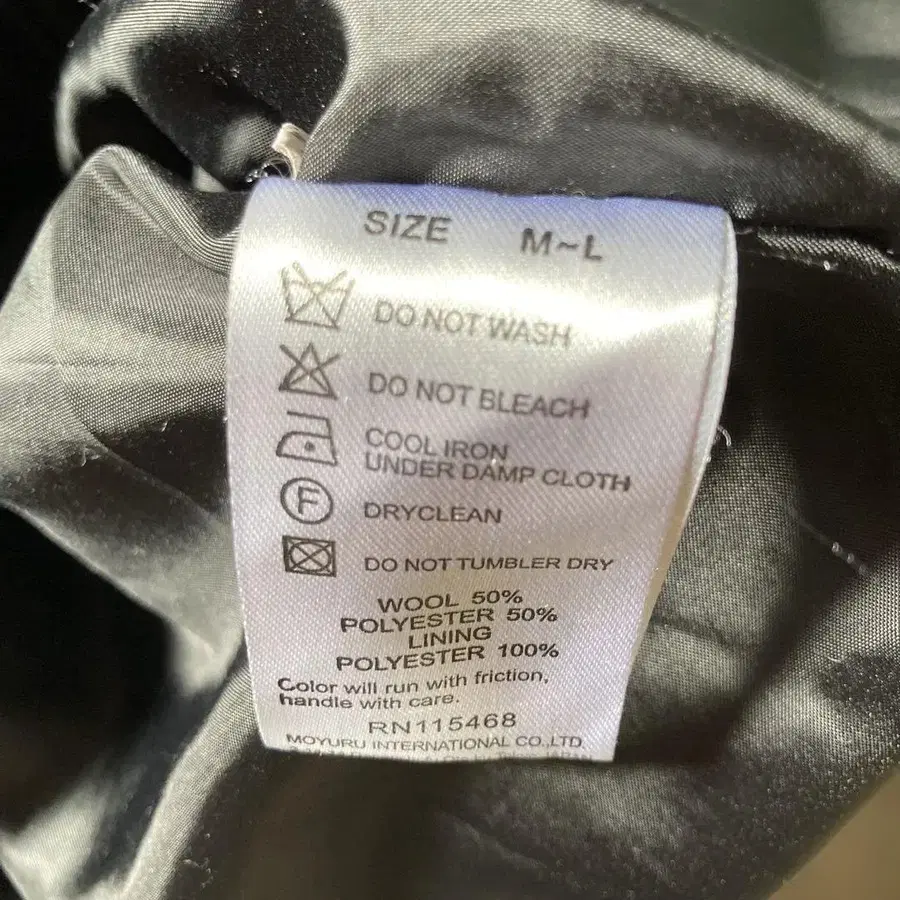 SIZE M~L
DO NOT WASH
DO NOT BLEACH
COOL IRON
UNDER DAMP CLOTH
F DRYCLEAN
DO NOT TUMBLER DRY
WOOL 50%
POLYESTER 50%
LINING
POLYESTER 100%
Color will run with friction,
handle with care.
RN115468
MOYURU INTERNATIONAL CO.,LTD.